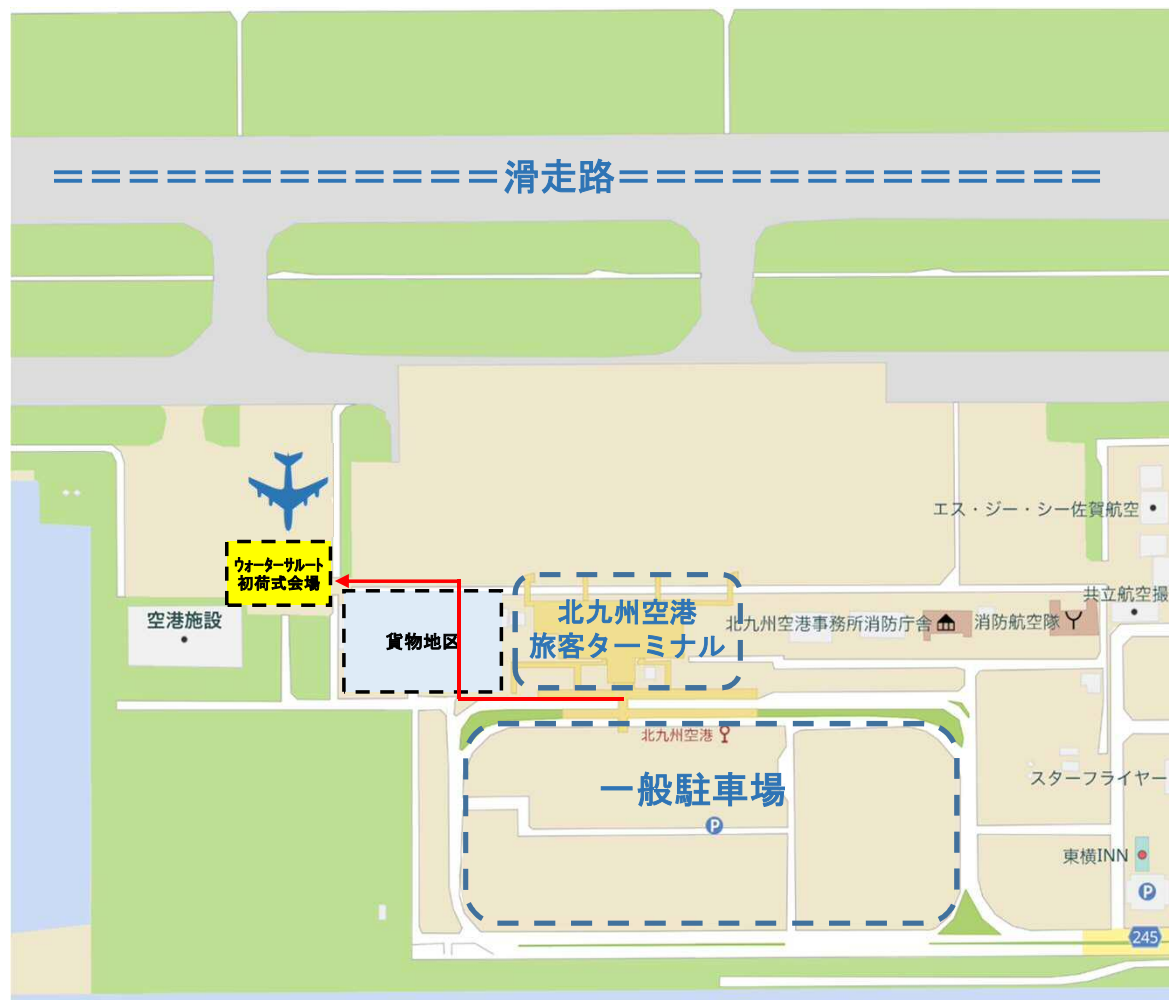 滑走路
エス・ジー・シー佐賀航空
ウォーターサルート
初荷式会場
共立航空撮
空港施設
貨物地区
北九州空港
旅客ターミナル
北九州空港事務所消防庁舎
消防航空隊
北九州空港
一般駐車場
スターフライヤー
P
東横INN
P
245